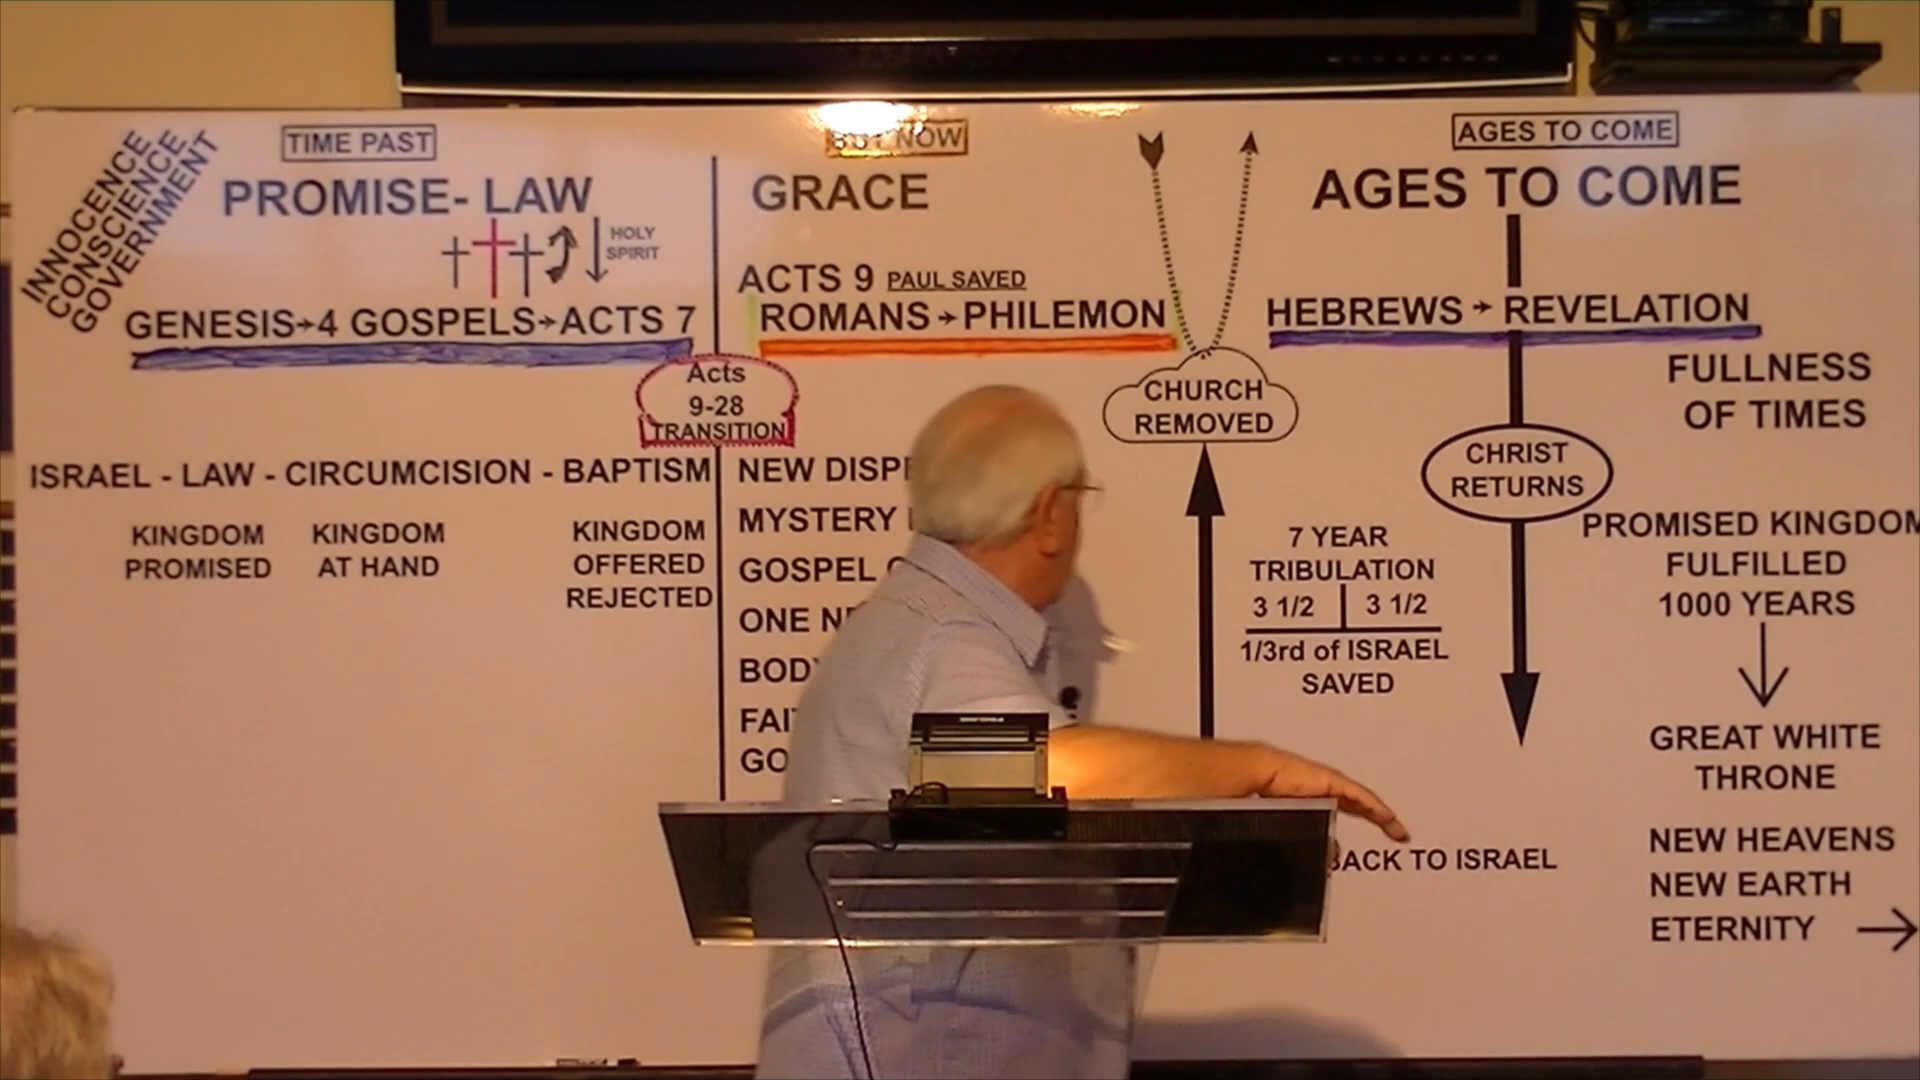 INNOCENCE
CONSCIENCE
GOVERNMENT
TIME PAST
PROMISE- LAW
HOLY
SPIRIT
GENESIS→4 GOSPELS→ACTS 7
Acts
9-28
TRANSITION
ISRAEL - LAW - CIRCUMCISION - BAPTISM
KINGDOM
PROMISED
KINGDOM
AT HAND
KINGDOM
OFFERED
REJECTED
NOW
GRACE
ACTS 9 PAUL SAVED
ROMANS→PHILEMON
NEW
MYSTERY
GOSPEL
ONE
CHURCH
REMOVED
7 YEAR
TRIBULATION
3 1/2 3 1/2
1/3rd of ISRAEL
SAVED
BACK TO ISRAEL
AGES TO COME
AGES TO COME
HEBREWS→REVELATION
FULLNESS
OF TIMES
CHRIST
RETURNS
PROMISED KINGDOM
FULFILLED
1000 YEARS
GREAT WHITE
THRONE
NEW HEAVENS
NEW EARTH
ETERNITY →